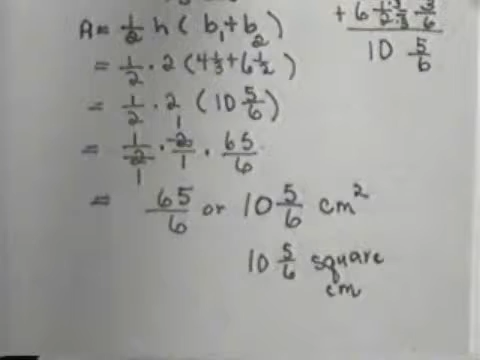 A = 1/2 h ( b₁ + b₂ )
+ 6 1/2 · 3/3 3/6
10 5/6
= 1/2 · 2 ( 4 1/3 + 6 1/2 )
= 1/2 · 2 ( 10 5/6 )
= 1/2 · 2/1 · 65/6
= 65/6 or 10 5/6 cm²
10 5/6 square
cm